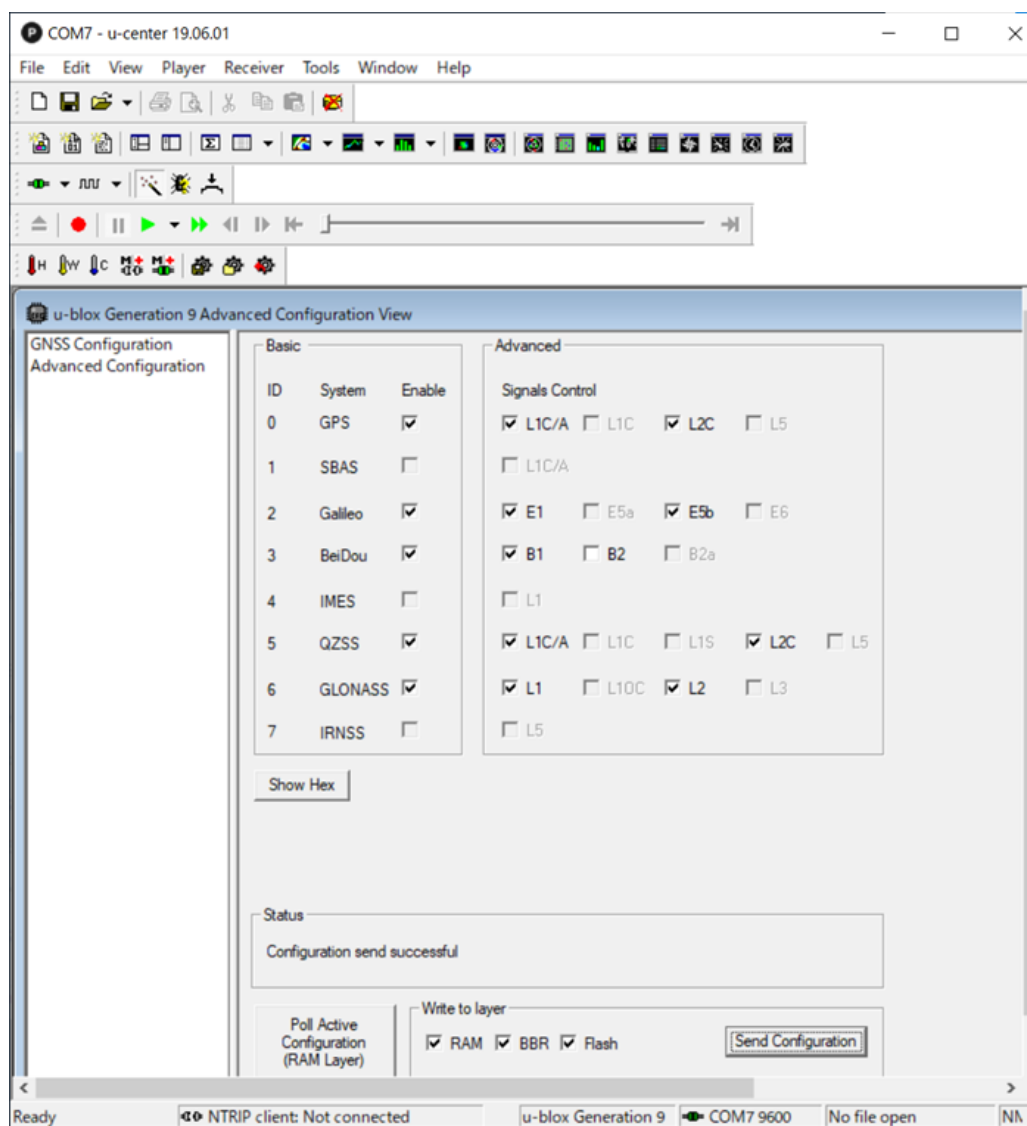 COM7 - u-center 19.06.01
File Edit View Player Receiver Tools Window Help
H W C M M
u-blox Generation 9 Advanced Configuration View
GNSS Configuration
Advanced Configuration
Basic
ID System Enable
0 GPS
1 SBAS
2 Galileo
3 BeiDou
4 IMES
5 QZSS
6 GLONASS
7 IRNSS
Advanced
Signals Control
L1C/A L1C L2C L5
L1C/A
E1 E5a E5b E6
B1 B2 B2a
L1
L1C/A L1C L1S L2C L5
L1 L1OC L2 L3
L5
Show Hex
Status
Configuration send successful
Poll Active
Configuration
(RAM Layer)
Write to layer
RAM BBR Flash
Send Configuration
Ready NTRIP client: Not connected u-blox Generation 9 COM7 9600 No file open